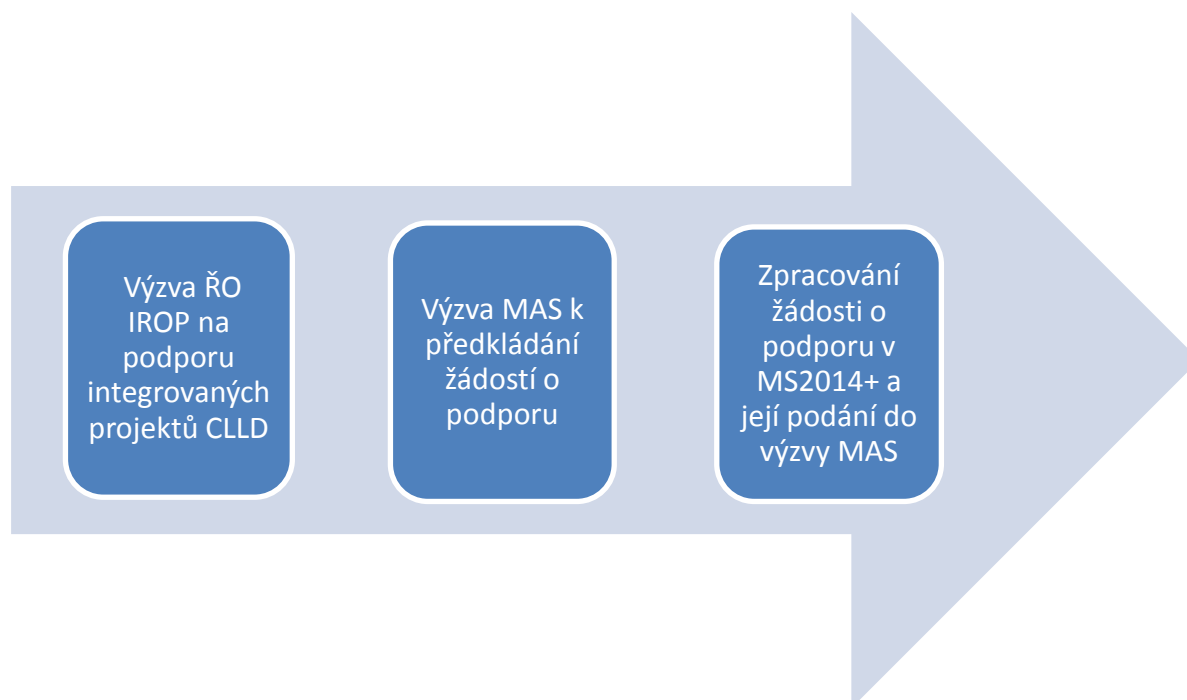 Výzva ŘO
IROP na
podporu
integrovaných
projektů CLLD
Výzva MAS k
předkládání
žádostí o
podporu
Zpracování
žádosti o
podporu v
MS2014+ a
její podání do
výzvy MAS